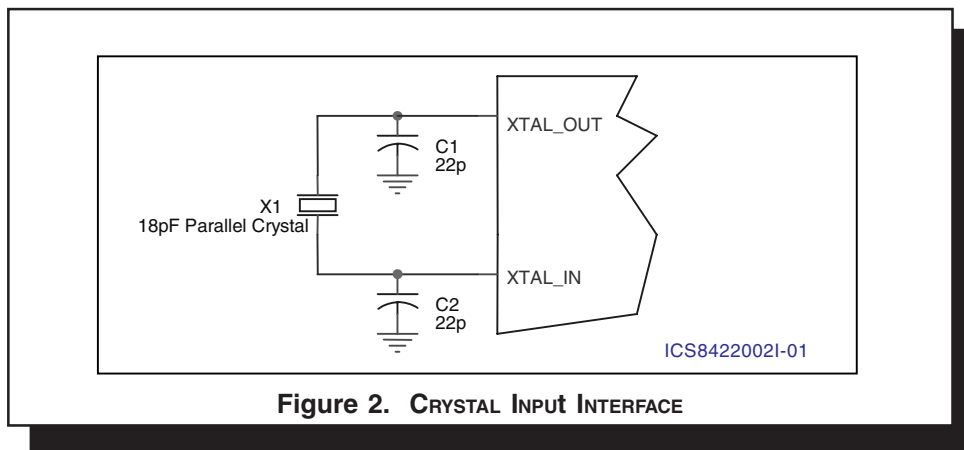 XTAL_OUT
C1
22p
X1
18pF Parallel Crystal
XTAL_IN
C2
22p
ICS8422002I-01
Figure 2. CRYSTAL INPUt INTERFACE